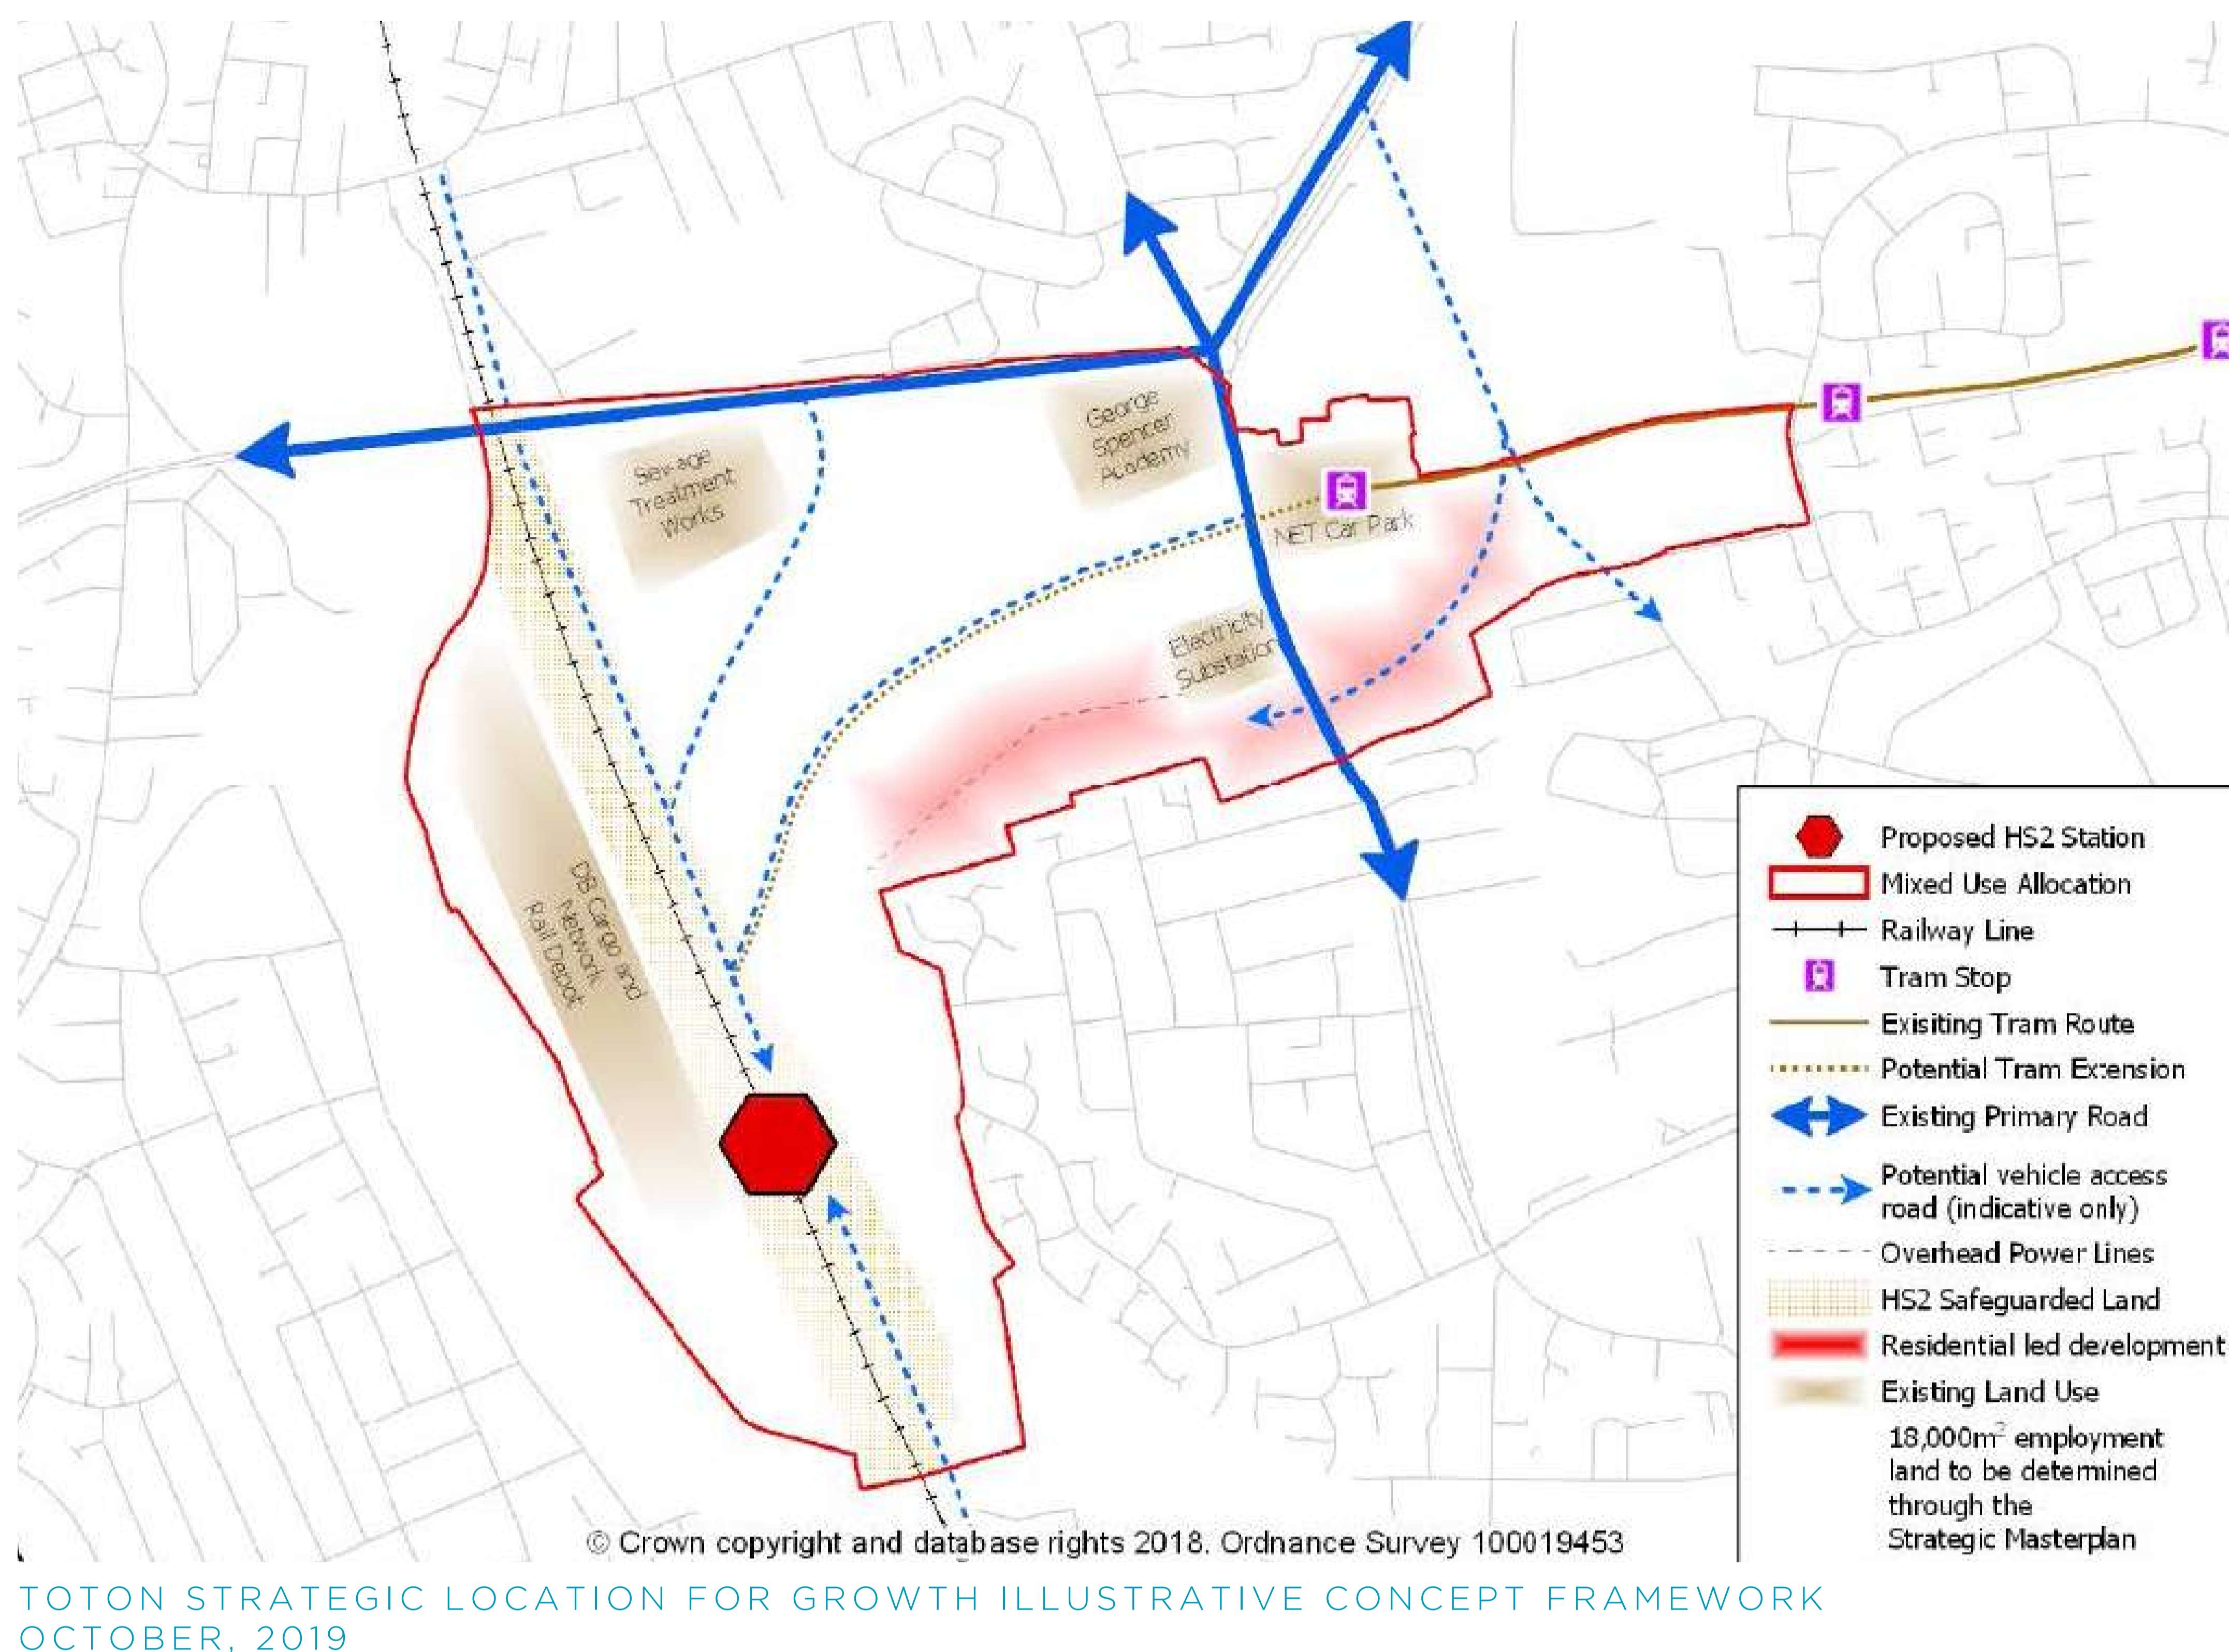 George
Spencer
Academy
Sewage
Treatment
Works
NET Car Park
Electricity
Substation
DB Cargo and
Network
Rail Depot
Proposed HS2 Station
Mixed Use Allocation
Railway Line
Tram Stop
Exisiting Tram Route
Potential Tram Extension
Existing Primary Road
Potential vehicle access
road (indicative only)
Overhead Power Lines
HS2 Safeguarded Land
Residential led development
Existing Land Use
18,000m² employment
land to be determined
through the
Strategic Masterplan
© Crown copyright and database rights 2018. Ordnance Survey 100019453
TOTON STRATEGIC LOCATION FOR GROWTH ILLUSTRATIVE CONCEPT FRAMEWORK
OCTOBER, 2019